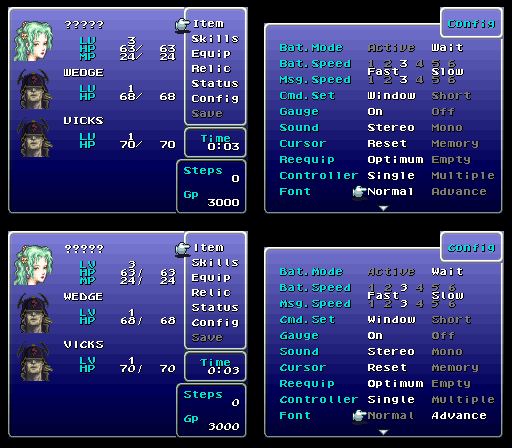 ????? Item
LV 3 Skills
HP 63/ 63 Equip
MP 24/ 24 Relic
WEDGE Status
LV 1 Config
HP 68/ 68 Save
VICKS Time
LV 1 0:03
HP 70/ 70
Steps
0
Gp
3000
Config
Bat.Mode Active Wait
Bat.Speed 1 2 3 4 5 6
Fast Slow
Msg.Speed 1 2 3 4 5 6
Cmd.Set Window Short
Gauge On Off
Sound Stereo Mono
Cursor Reset Memory
Reequip Optimum Empty
Controller Single Multiple
Font Normal Advance
????? Item
LV 3 Skills
HP 63/ 63 Equip
MP 24/ 24 Relic
WEDGE Status
LV 1 Config
HP 68/ 68 Save
VICKS Time
LV 1 0:03
HP 70/ 70
Steps
0
Gp
3000
Config
Bat.Mode Active Wait
Bat.Speed 1 2 3 4 5 6
Fast Slow
Msg.Speed 1 2 3 4 5 6
Cmd.Set Window Short
Gauge On Off
Sound Stereo Mono
Cursor Reset Memory
Reequip Optimum Empty
Controller Single Multiple
Font Normal Advance